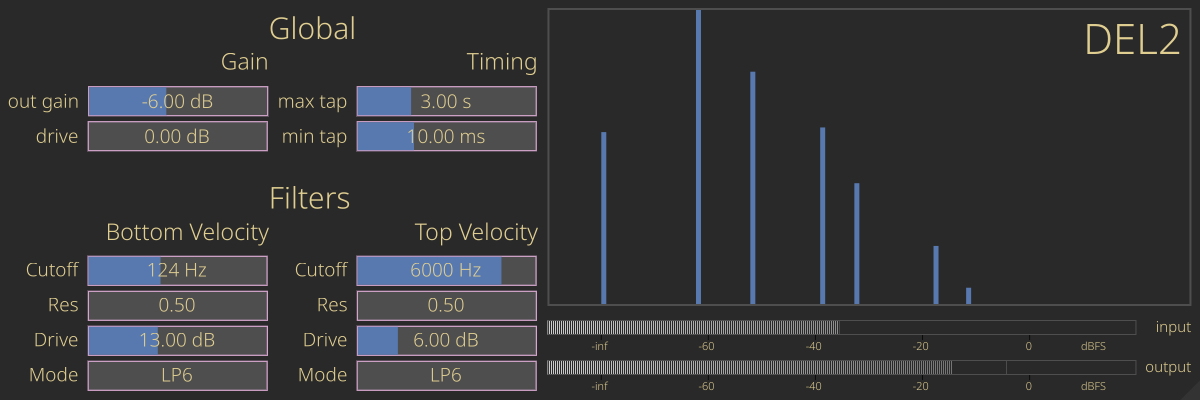 Global
Gain
Timing
out gain -6.00 dB
max tap 3.00 s
drive 0.00 dB
min tap 10.00 ms
Filters
Bottom Velocity
Top Velocity
Cutoff 124 Hz
Cutoff 6000 Hz
Res 0.50
Res 0.50
Drive 13.00 dB
Drive 6.00 dB
Mode LP6
Mode LP6
DEL2
input
-inf -60 -40 -20 0 dBFS
output
-inf -60 -40 -20 0 dBFS